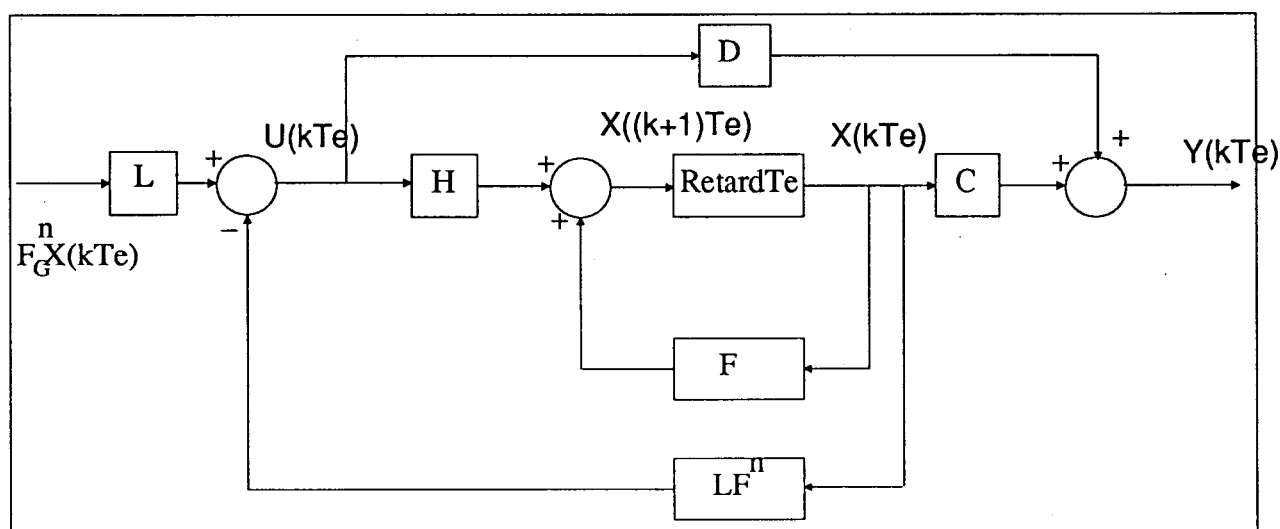 D
U(kTe)
X((k+1)Te)
X(kTe)
Y(kTe)
L
+
H
+
RetardTe
C
+
+
−
+
n
F_G X(kTe)
F
LF^n